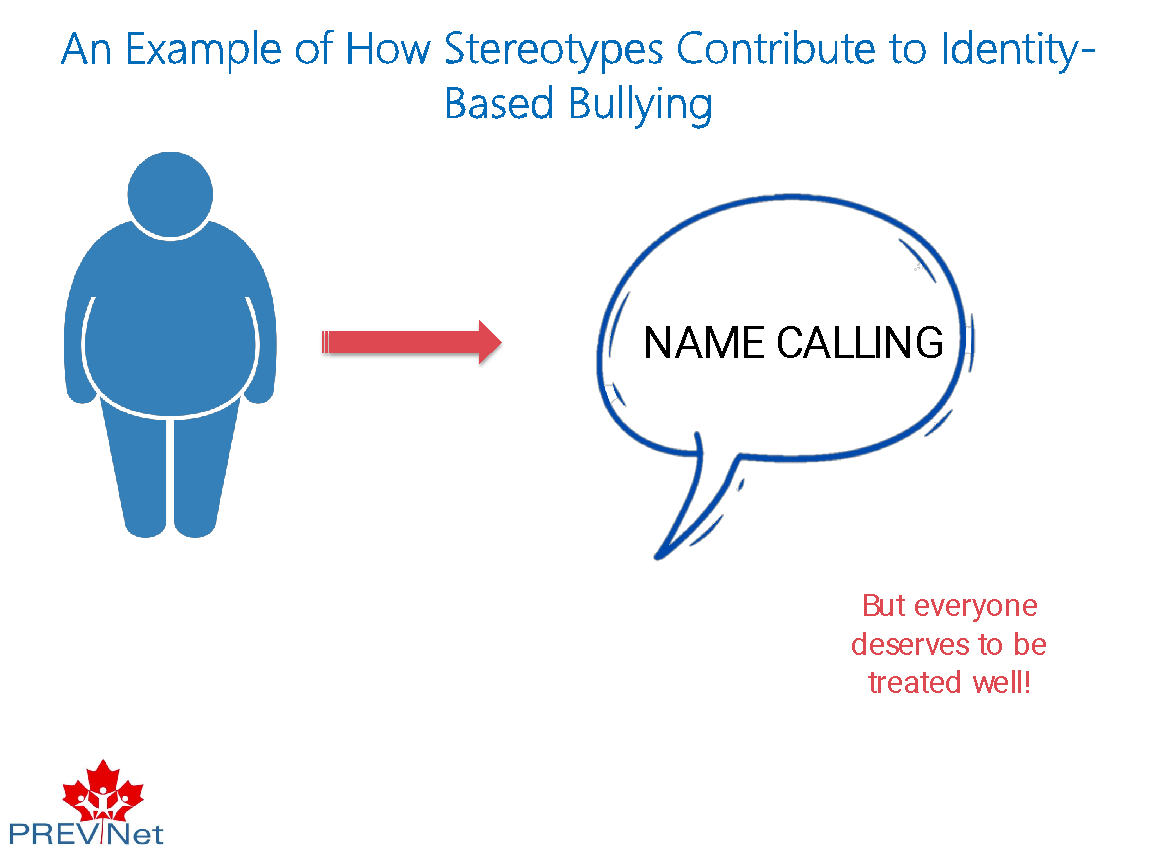 An Example of How Stereotypes Contribute to Identity-
Based Bullying
NAME CALLING
But everyone
deserves to be
treated well!
PREVNet